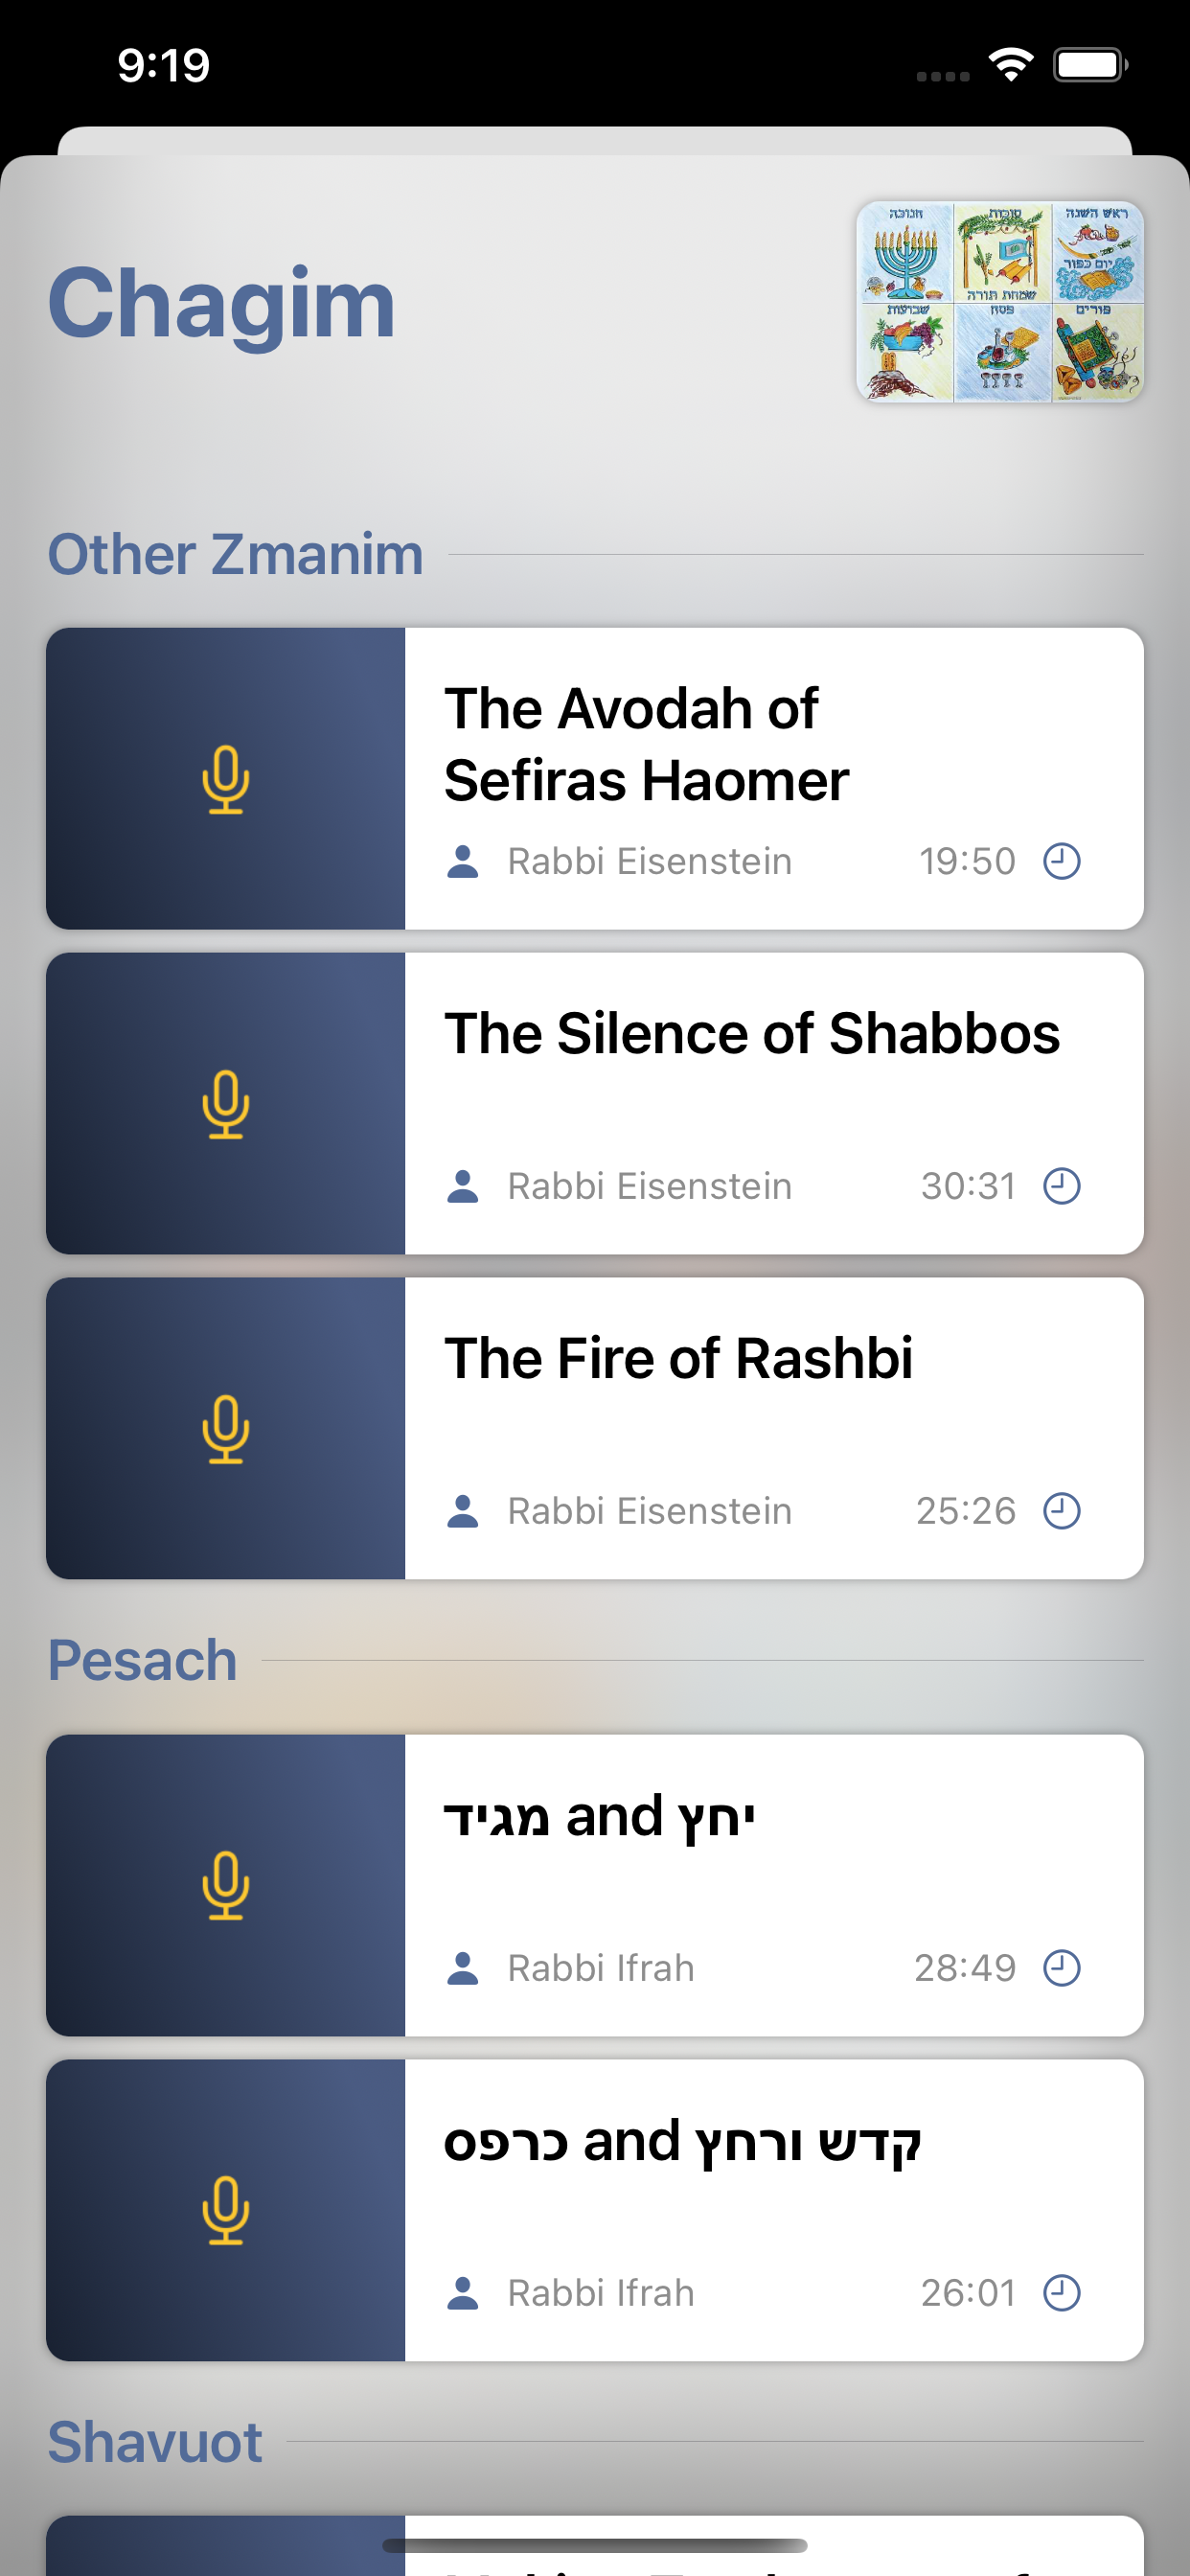 9:19
Chagim
חנוכה
סוכות
ראש השנה
יום כפור
שמחת תורה
שבועות
פסח
פורים
Other Zmanim
The Avodah of
Sefiras Haomer
Rabbi Eisenstein 19:50
The Silence of Shabbos
Rabbi Eisenstein 30:31
The Fire of Rashbi
Rabbi Eisenstein 25:26
Pesach
יחץ and מגיד
Rabbi Ifrah 28:49
קדש ורחץ and כרפס
Rabbi Ifrah 26:01
Shavuot